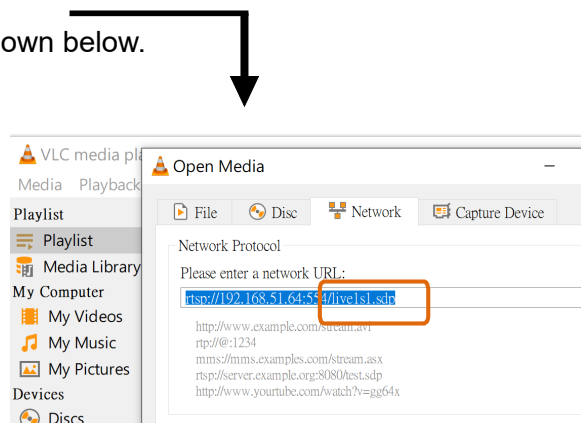 own below.
VLC media pla
Media Playback
Playlist
Playlist
Media Library
My Computer
My Videos
My Music
My Pictures
Devices
Discs
Open Media
File Disc Network Capture Device
Network Protocol
Please enter a network URL:
rtsp://192.168.51.64:554/live1s1.sdp
http://www.example.com/stream.avi
rtp://@:1234
mms://mms.examples.com/stream.asx
rtsp://server.example.org:8080/test.sdp
http://www.yourtube.com/watch?v=gg64x